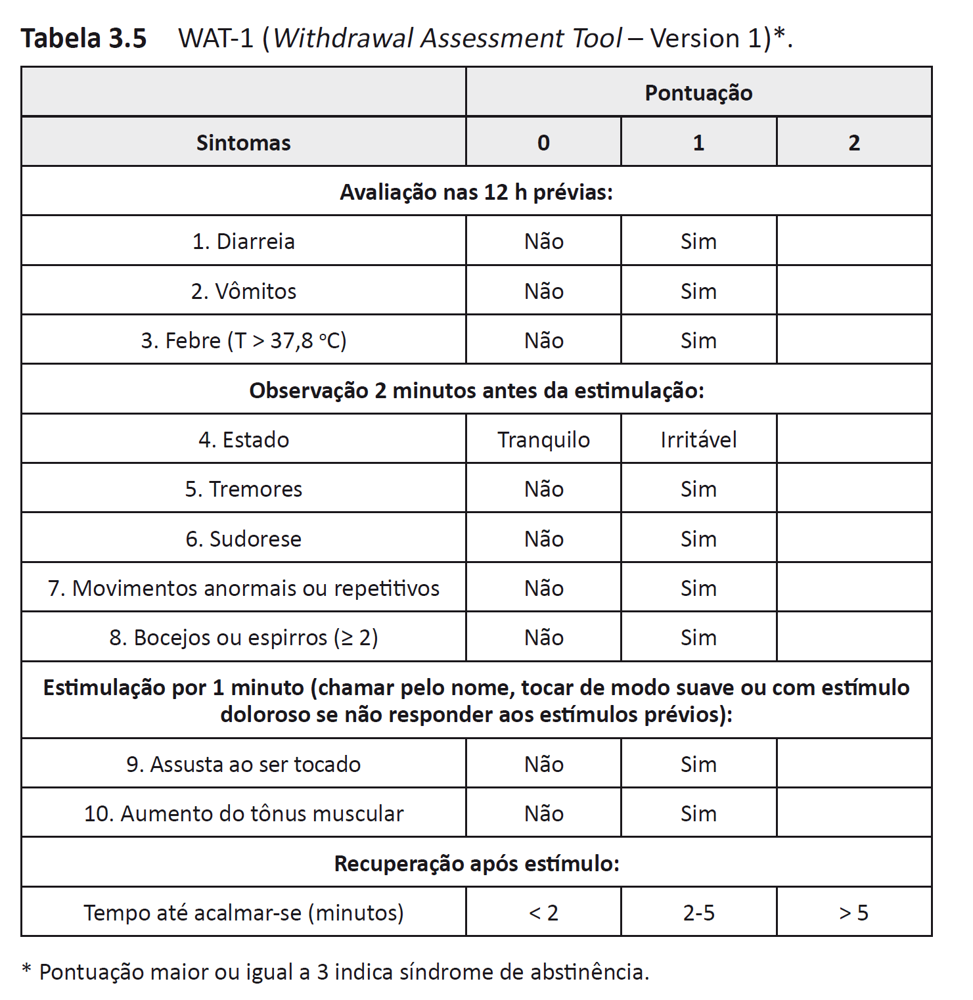 Tabela 3.5 WAT-1 (Withdrawal Assessment Tool – Version 1)*.
Pontuação
Sintomas 0 1 2
Avaliação nas 12 h prévias:
1. Diarreia Não Sim
2. Vômitos Não Sim
3. Febre (T > 37,8 ºC) Não Sim
Observação 2 minutos antes da estimulação:
4. Estado Tranquilo Irritável
5. Tremores Não Sim
6. Sudorese Não Sim
7. Movimentos anormais ou repetitivos Não Sim
8. Bocejos ou espirros (≥ 2) Não Sim
Estimulação por 1 minuto (chamar pelo nome, tocar de modo suave ou com estímulo
doloroso se não responder aos estímulos prévios):
9. Assusta ao ser tocado Não Sim
10. Aumento do tônus muscular Não Sim
Recuperação após estímulo:
Tempo até acalmar-se (minutos) < 2 2-5 > 5
* Pontuação maior ou igual a 3 indica síndrome de abstinência.